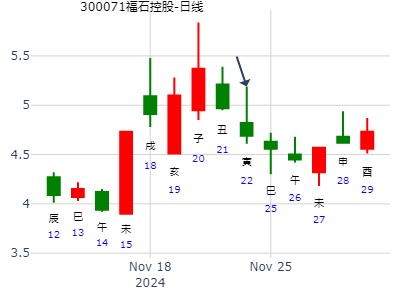 300071福石控股-日线
5.5
5
4.5
4
3.5
辰
12
巳
13
午
14
未
15
戌
18
亥
19
子
20
丑
21
寅
22
巳
25
午
26
未
27
申
28
酉
29
Nov 18
2024
Nov 25